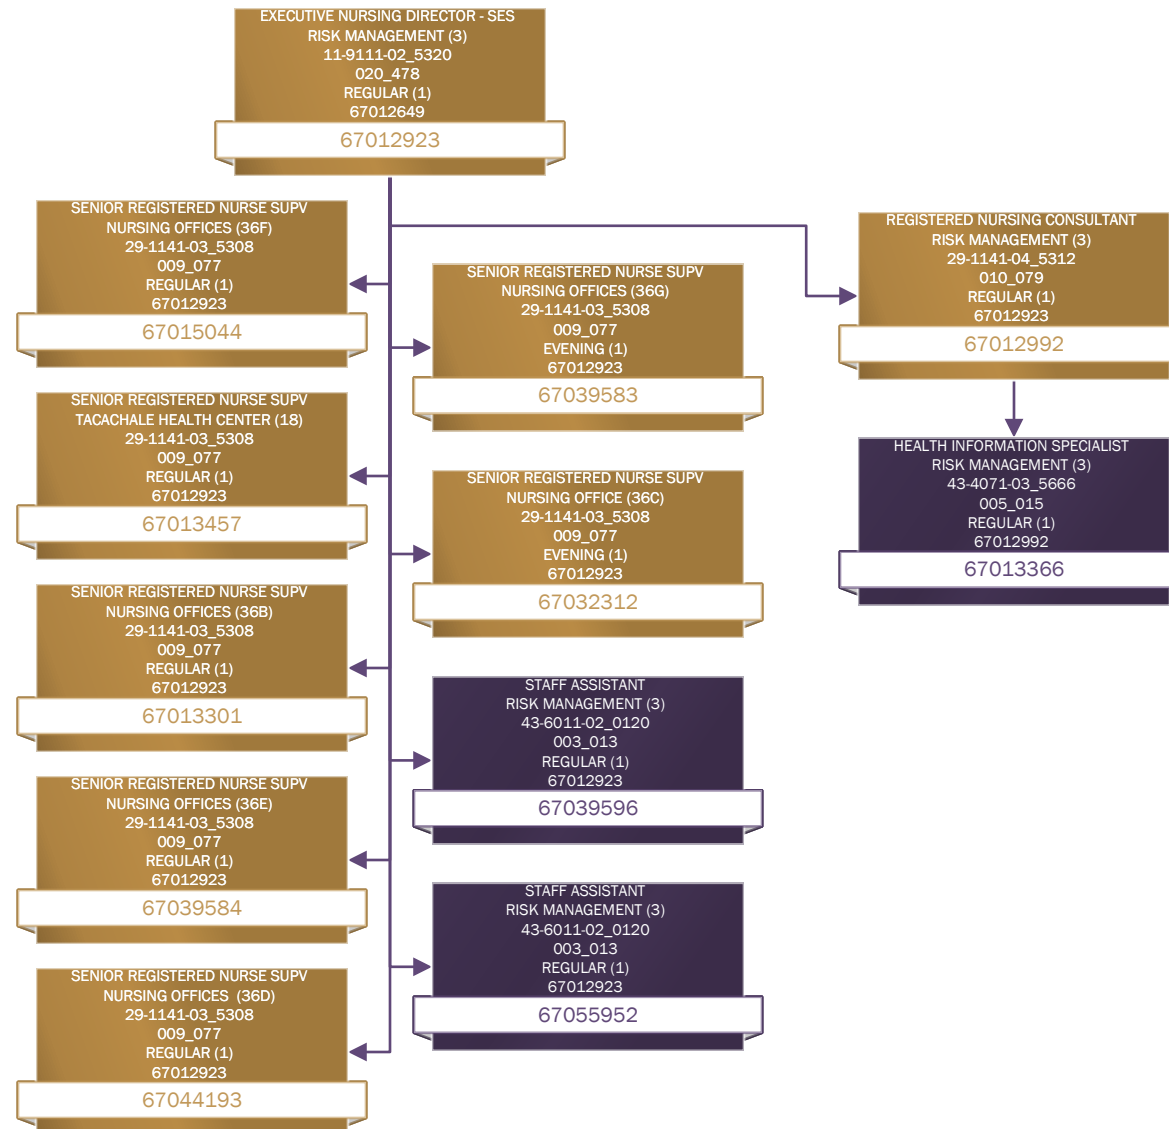 EXECUTIVE NURSING DIRECTOR - SES
RISK MANAGEMENT (3)
11-9111-02_5320
020_478
REGULAR (1)
67012649
67012923
SENIOR REGISTERED NURSE SUPV
NURSING OFFICES (36F)
29-1141-03_5308
009_077
REGULAR (1)
67012923
67015044
SENIOR REGISTERED NURSE SUPV
TACACHALE HEALTH CENTER (18)
29-1141-03_5308
009_077
REGULAR (1)
67012923
67013457
SENIOR REGISTERED NURSE SUPV
NURSING OFFICES (36B)
29-1141-03_5308
009_077
REGULAR (1)
67012923
67013301
SENIOR REGISTERED NURSE SUPV
NURSING OFFICES (36E)
29-1141-03_5308
009_077
REGULAR (1)
67012923
67039584
SENIOR REGISTERED NURSE SUPV
NURSING OFFICES (36D)
29-1141-03_5308
009_077
REGULAR (1)
67012923
67044193
SENIOR REGISTERED NURSE SUPV
NURSING OFFICES (36G)
29-1141-03_5308
009_077
EVENING (1)
67012923
67039583
SENIOR REGISTERED NURSE SUPV
NURSING OFFICE (36C)
29-1141-03_5308
009_077
EVENING (1)
67012923
67032312
STAFF ASSISTANT
RISK MANAGEMENT (3)
43-6011-02_0120
003_013
REGULAR (1)
67012923
67039596
STAFF ASSISTANT
RISK MANAGEMENT (3)
43-6011-02_0120
003_013
REGULAR (1)
67012923
67055952
REGISTERED NURSING CONSULTANT
RISK MANAGEMENT (3)
29-1141-04_5312
010_079
REGULAR (1)
67012923
67012992
HEALTH INFORMATION SPECIALIST
RISK MANAGEMENT (3)
43-4071-03_5666
005_015
REGULAR (1)
67012992
67013366